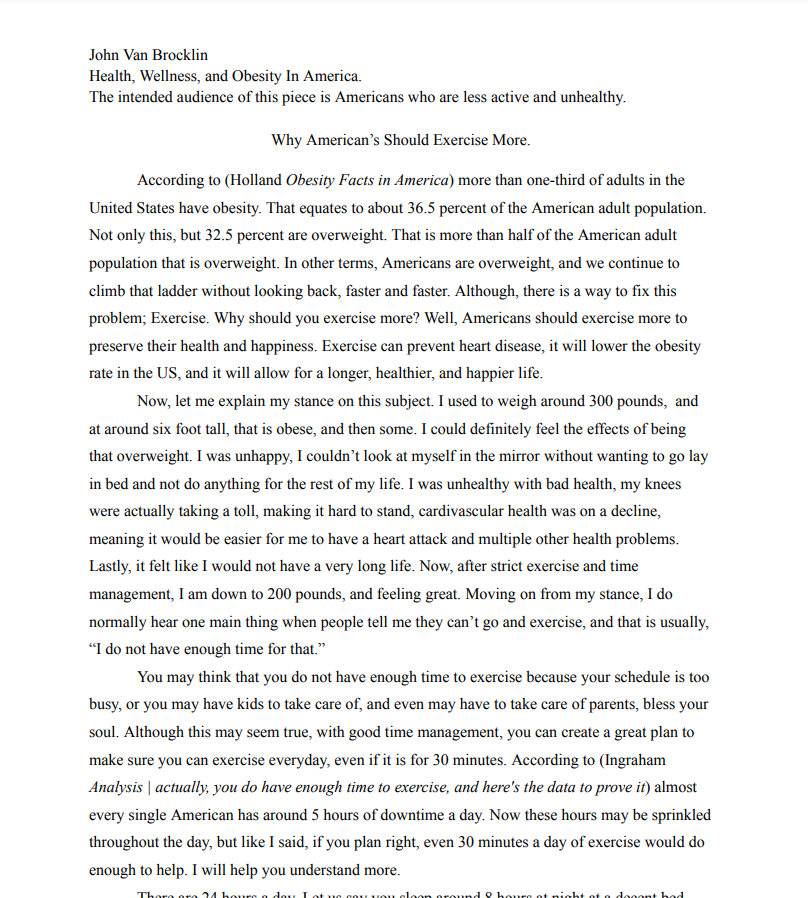 John Van Brocklin
Health, Wellness, and Obesity In America.
The intended audience of this piece is Americans who are less active and unhealthy.
Why American’s Should Exercise More.
According to (Holland Obesity Facts in America) more than one-third of adults in the
United States have obesity. That equates to about 36.5 percent of the American adult population.
Not only this, but 32.5 percent are overweight. That is more than half of the American adult
population that is overweight. In other terms, Americans are overweight, and we continue to
climb that ladder without looking back, faster and faster. Although, there is a way to fix this
problem; Exercise. Why should you exercise more? Well, Americans should exercise more to
preserve their health and happiness. Exercise can prevent heart disease, it will lower the obesity
rate in the US, and it will allow for a longer, healthier, and happier life.
Now, let me explain my stance on this subject. I used to weigh around 300 pounds,  and
at around six foot tall, that is obese, and then some. I could definitely feel the effects of being
that overweight. I was unhappy, I couldn’t look at myself in the mirror without wanting to go lay
in bed and not do anything for the rest of my life. I was unhealthy with bad health, my knees
were actually taking a toll, making it hard to stand, cardivascular health was on a decline,
meaning it would be easier for me to have a heart attack and multiple other health problems.
Lastly, it felt like I would not have a very long life. Now, after strict exercise and time
management, I am down to 200 pounds, and feeling great. Moving on from my stance, I do
normally hear one main thing when people tell me they can’t go and exercise, and that is usually,
“I do not have enough time for that.”
You may think that you do not have enough time to exercise because your schedule is too
busy, or you may have kids to take care of, and even may have to take care of parents, bless your
soul. Although this may seem true, with good time management, you can create a great plan to
make sure you can exercise everyday, even if it is for 30 minutes. According to (Ingraham
Analysis | actually, you do have enough time to exercise, and here's the data to prove it) almost
every single American has around 5 hours of downtime a day. Now these hours may be sprinkled
throughout the day, but like I said, if you plan right, even 30 minutes a day of exercise would do
enough to help. I will help you understand more.
There are 24 hours a day. Let us say you sleep around 8 hours at night at a decent bed